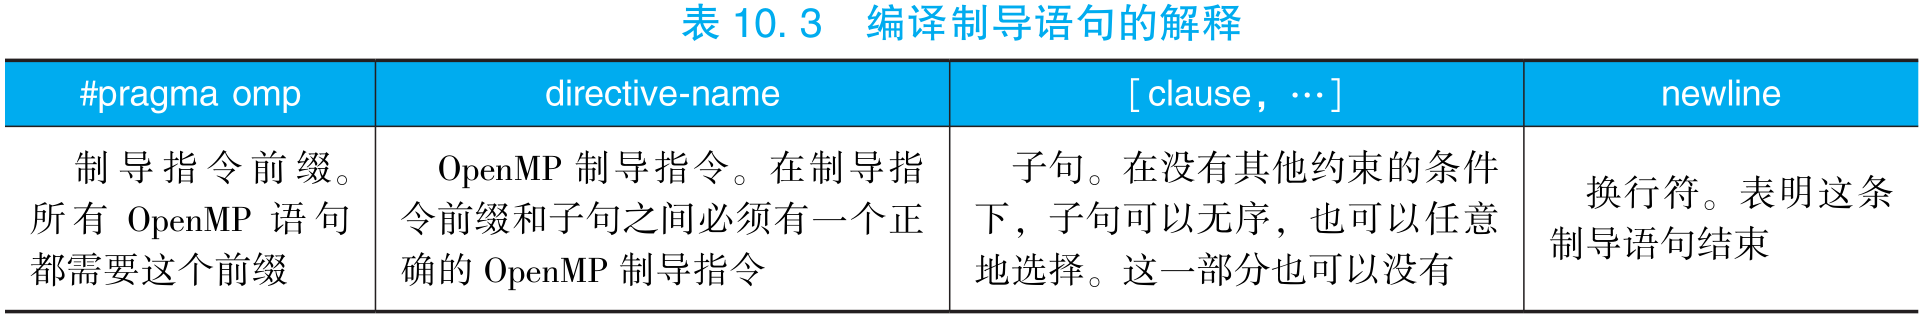 表 10.3 编译制导语句的解释
#pragma omp
directive-name
[clause, …]
newline
制导指令前缀。
所有 OpenMP 语句
都需要这个前缀
OpenMP 制导指令。在制导指
令前缀和子句之间必须有一个正
确的 OpenMP 制导指令
子句。在没有其他约束的条件
下，子句可以无序，也可以任意
地选择。这一部分也可以没有
换行符。表明这条
制导语句结束